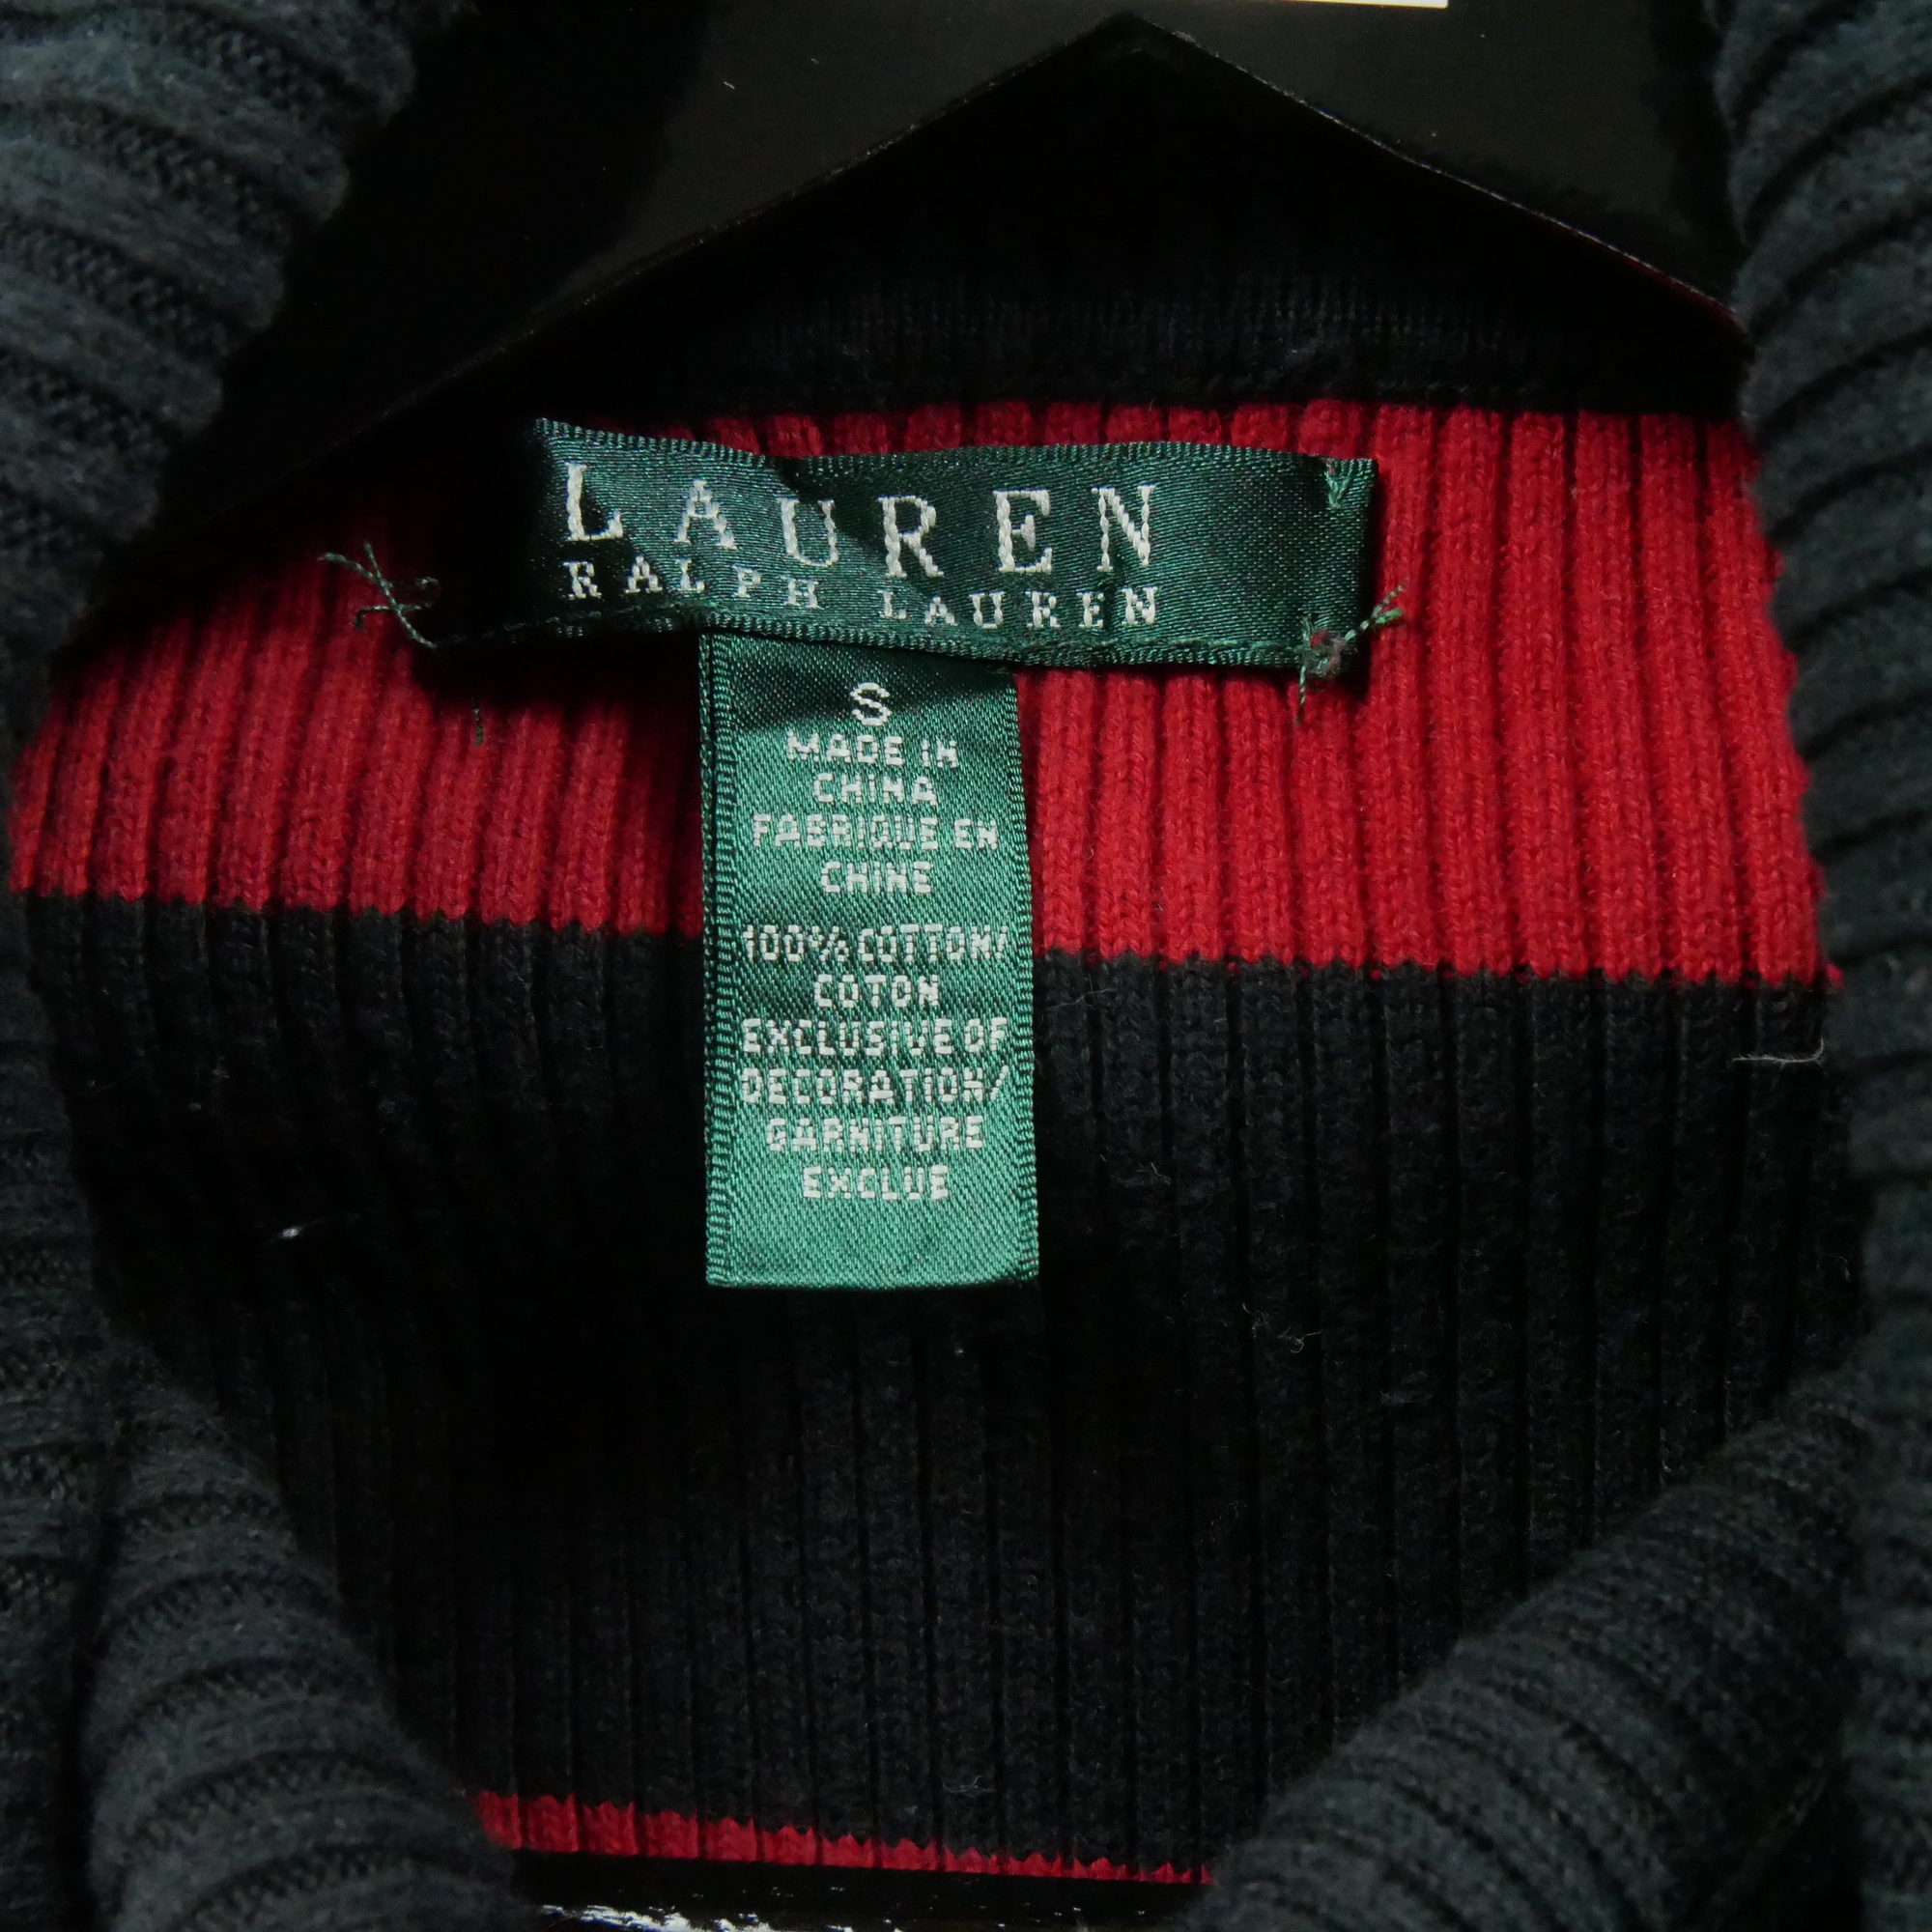 LAUREN
RALPH LAUREN
S
MADE IN
CHINA
FABRIQUE EN
CHINE
100% COTTON/
COTON
EXCLUSIVE OF
DECORATION/
GARNITURE
EXCLUE